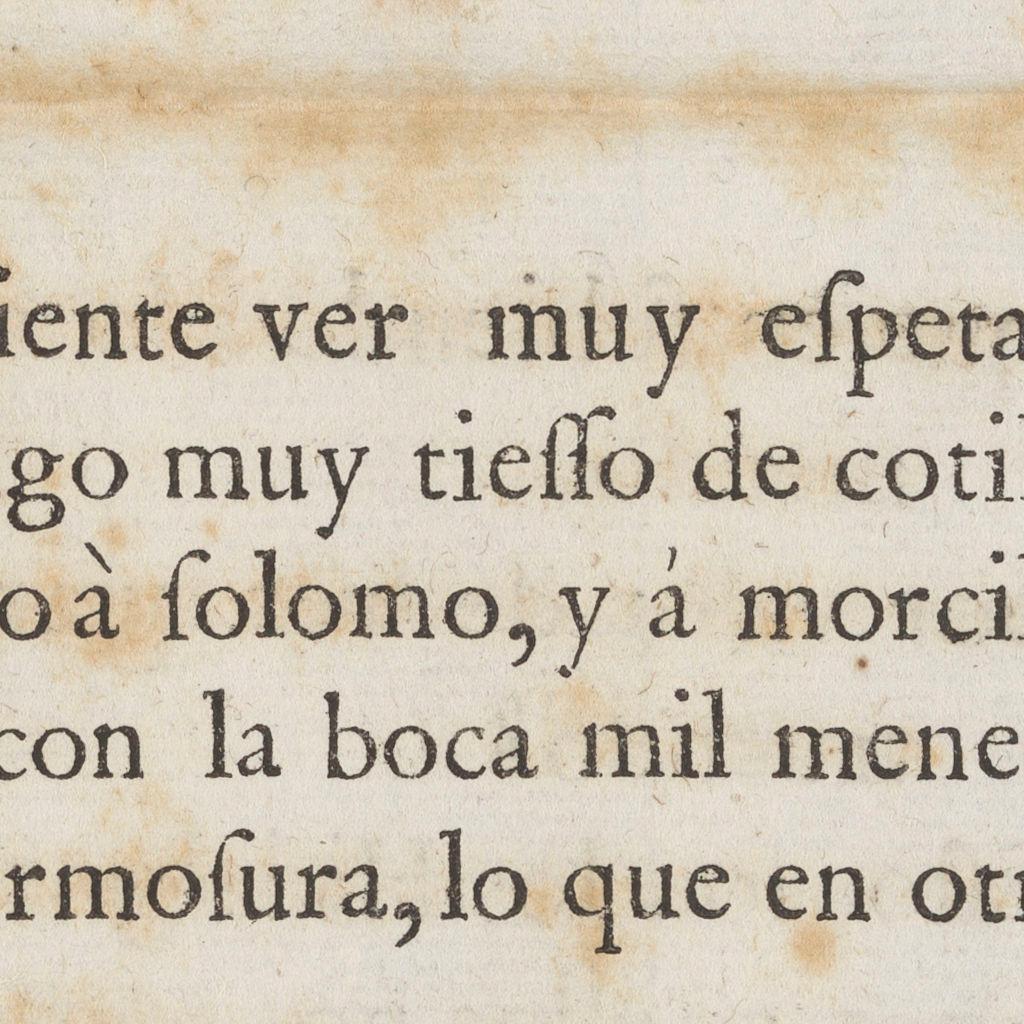 iente ver muy eſpeta
go muy tieſſo de coti
o à ſolomo, y á morci
con la boca mil mene
rmoſura, lo que en ot